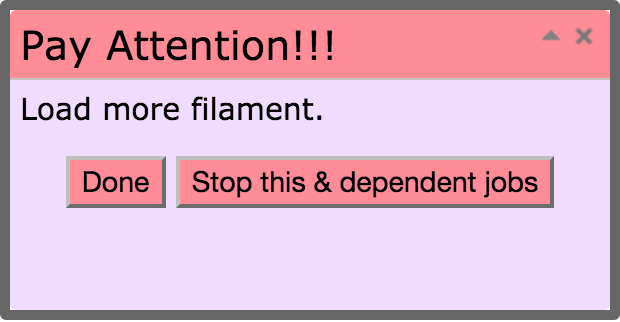 Pay Attention!!!
Load more filament.
Done
Stop this & dependent jobs